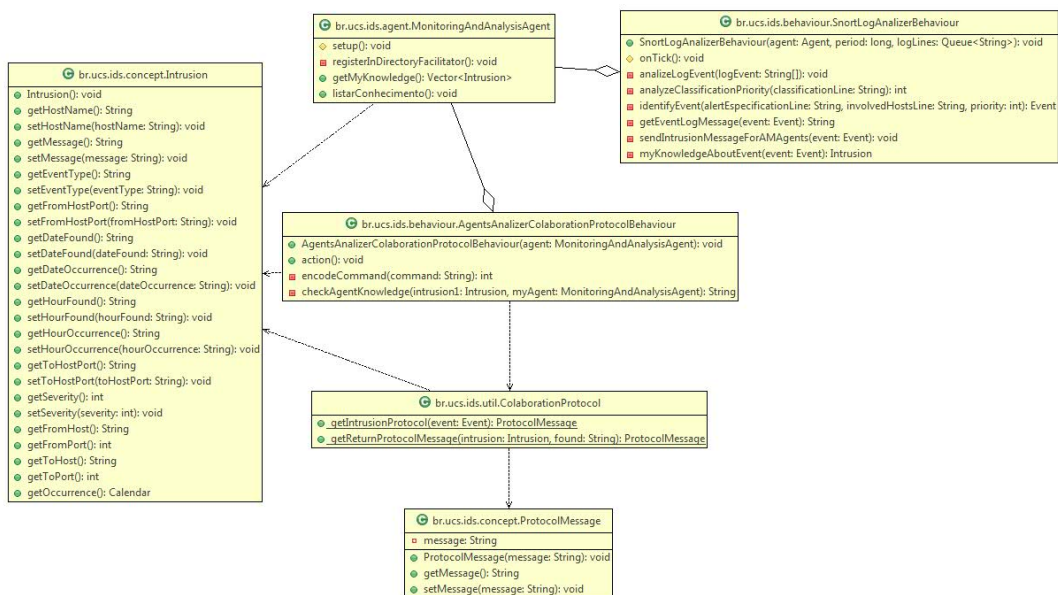 br.ucs.ids.agent.MonitoringAndAnalysisAgent
setup(): void
registerInDirectoryFacilitator(): void
getMyKnowledge(): Vector<Intrusion>
listarConhecimento(): void
br.ucs.ids.behaviour.SnortLogAnalizerBehaviour
SnortLogAnalizerBehaviour(agent: Agent, period: long, logLines: Queue<String>): void
onTick(): void
analizeLogEvent(logEvent: String[]): void
analyzeClassificationPriority(classificationLine: String): int
identifyEvent(alertEspecificationLine: String, involvedHostsLine: String, priority: int): Event
getEventLogMessage(event: Event): String
sendIntrusionMessageForAMAgents(event: Event): void
myKnowledgeAboutEvent(event: Event): Intrusion
br.ucs.ids.concept.Intrusion
Intrusion(): void
getHostName(): String
setHostName(hostName: String): void
getMessage(): String
setMessage(message: String): void
getEventType(): String
setEventType(eventType: String): void
getFromHostPort(): String
setFromHostPort(fromHostPort: String): void
getDateFound(): String
setDateFound(dateFound: String): void
getDateOccurrence(): String
setDateOccurrence(dateOccurrence: String): void
getHourFound(): String
setHourFound(hourFound: String): void
getHourOccurrence(): String
setHourOccurrence(hourOccurrence: String): void
getToHostPort(): String
setToHostPort(toHostPort: String): void
getSeverity(): int
setSeverity(severity: int): void
getFromHost(): String
getFromPort(): int
getToHost(): String
getToPort(): int
getOccurrence(): Calendar
br.ucs.ids.behaviour.AgentsAnalizerColaborationProtocolBehaviour
AgentsAnalizerColaborationProtocolBehaviour(agent: MonitoringAndAnalysisAgent): void
action(): void
encodeCommand(command: String): int
checkAgentKnowledge(intrusion1: Intrusion, myAgent: MonitoringAndAnalysisAgent): String
br.ucs.ids.util.ColaborationProtocol
getIntrusionProtocol(event: Event): ProtocolMessage
getReturnProtocolMessage(intrusion: Intrusion, found: String): ProtocolMessage
br.ucs.ids.concept.ProtocolMessage
message: String
ProtocolMessage(message: String): void
getMessage(): String
setMessage(message: String): void